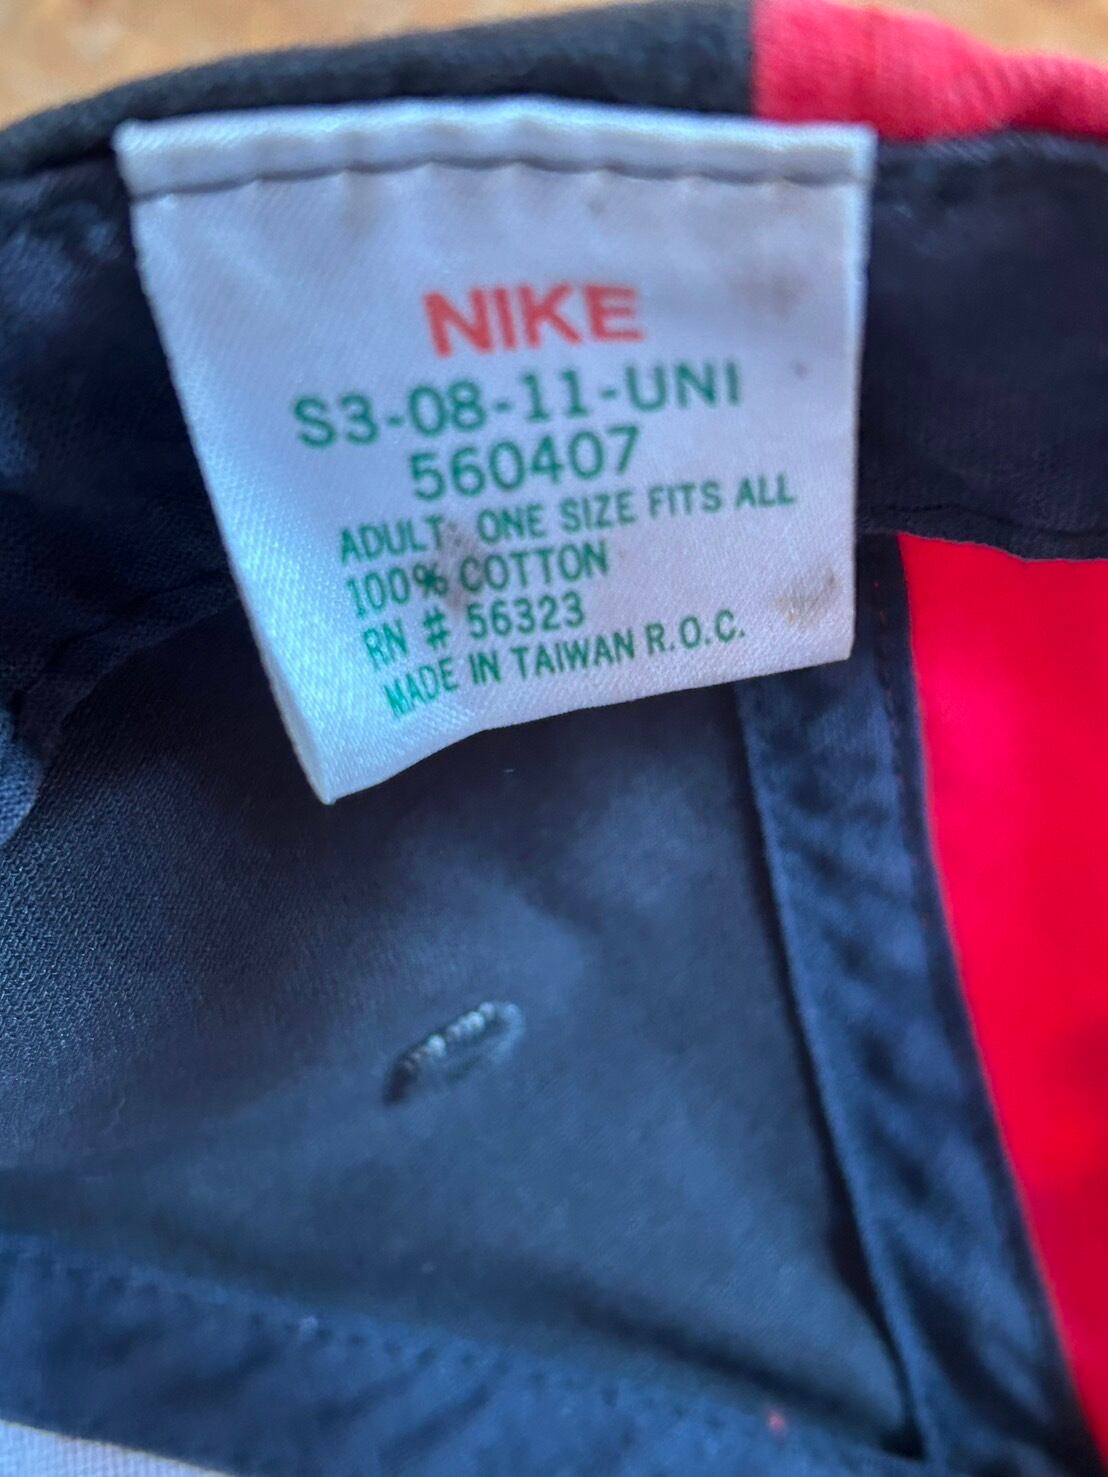 NIKE
S3-08-11-UNI
560407
ADULT: ONE SIZE FITS ALL
100% COTTON
RN # 56323
MADE IN TAIWAN R.O.C.